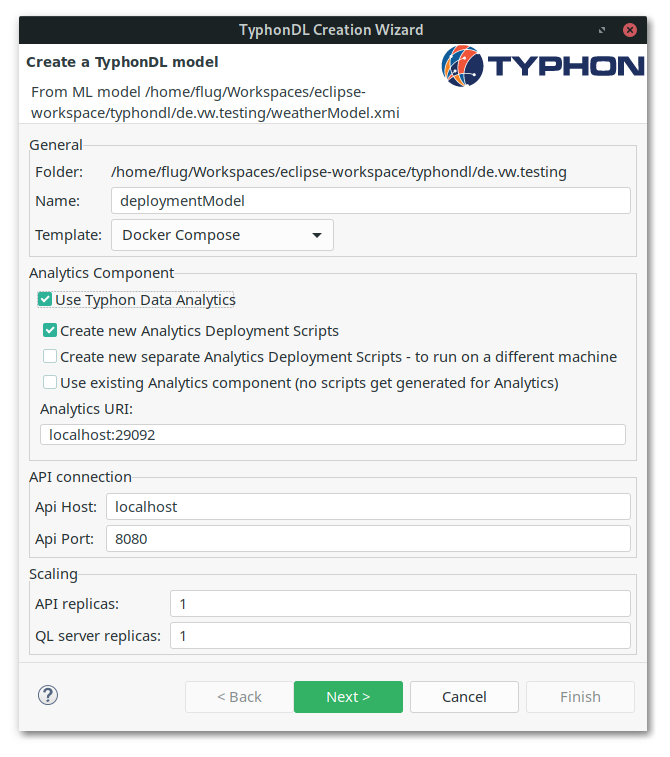 TyphonDL Creation Wizard
Create a TyphonDL model
TYPHON
From ML model /home/flug/Workspaces/eclipse-
workspace/typhondl/de.vw.testing/weatherModel.xmi
General
Folder: /home/flug/Workspaces/eclipse-workspace/typhondl/de.vw.testing
Name: deploymentModel
Template: Docker Compose
Analytics Component
Use Typhon Data Analytics
Create new Analytics Deployment Scripts
Create new separate Analytics Deployment Scripts - to run on a different machine
Use existing Analytics component (no scripts get generated for Analytics)
Analytics URI:
localhost:29092
API connection
Api Host: localhost
Api Port: 8080
Scaling
API replicas: 1
QL server replicas: 1
? < Back Next > Cancel Finish